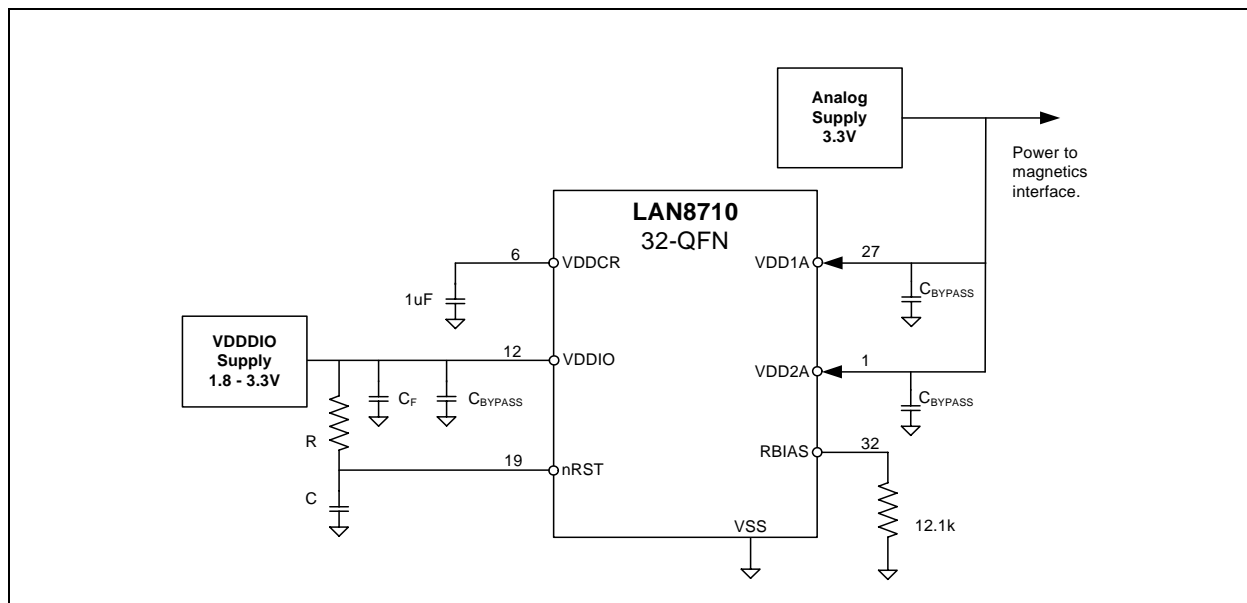 Analog
Supply
3.3V
Power to
magnetics
interface.
LAN8710
32-QFN
6
VDDCR
VDD1A
27
1uF
CBYPASS
VDDDIO
Supply
1.8 - 3.3V
12
VDDIO
VDD2A
1
CF
CBYPASS
CBYPASS
R
RBIAS
32
19
nRST
C
VSS
12.1k